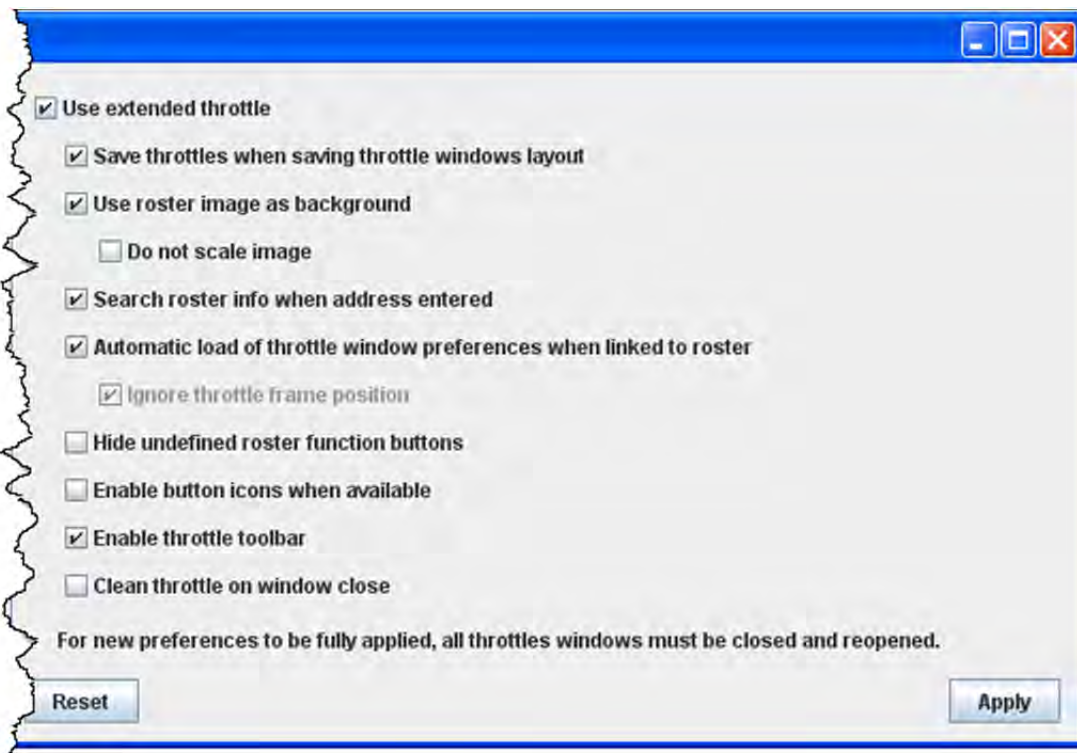 Use extended throttle
Save throttles when saving throttle windows layout
Use roster image as background
Do not scale image
Search roster info when address entered
Automatic load of throttle window preferences when linked to roster
Ignore throttle frame position
Hide undefined roster function buttons
Enable button icons when available
Enable throttle toolbar
Clean throttle on window close
For new preferences to be fully applied, all throttles windows must be closed and reopened.
Reset
Apply